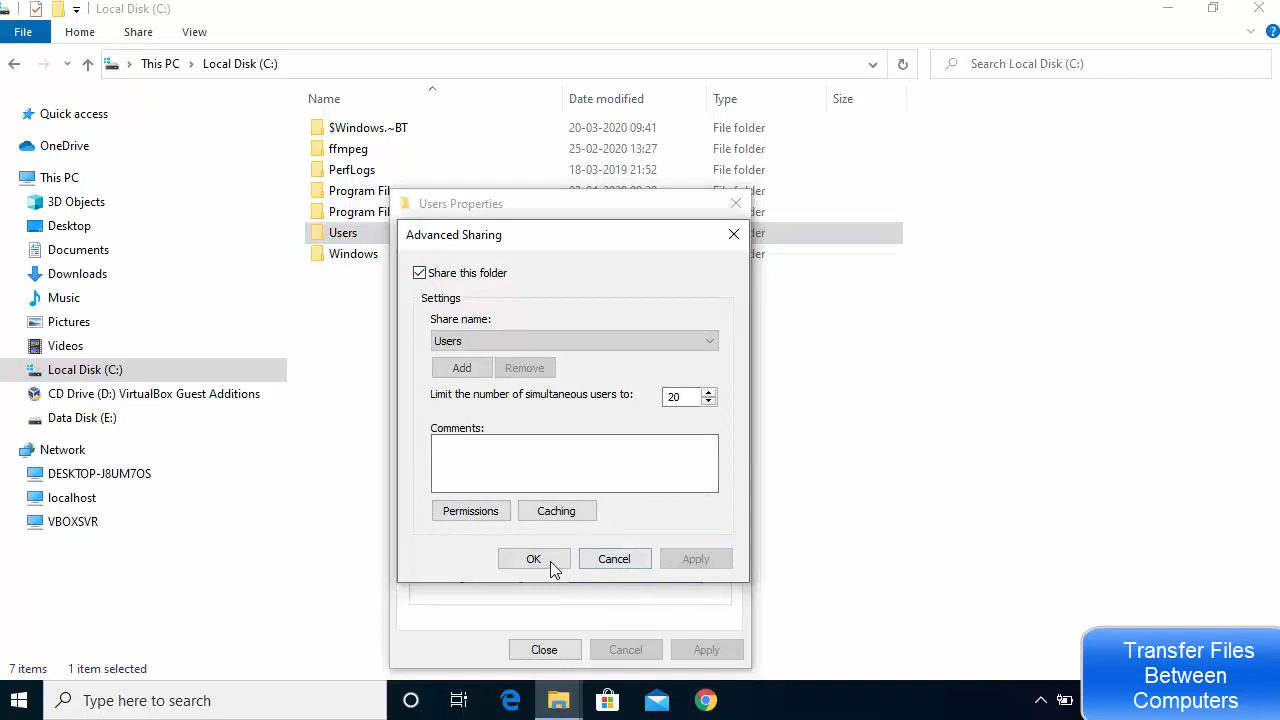 Local Disk (C:)
File Home Share View
This PC Local Disk (C:) Search Local Disk (C:)
Name Date modified Type Size
Quick access
OneDrive
This PC
3D Objects
Desktop
Documents
Downloads
Music
Pictures
Videos
Local Disk (C:)
CD Drive (D:) VirtualBox Guest Additions
Data Disk (E:)
Network
DESKTOP-J8UM7OS
localhost
VBOXSVR
$Windows.~BT 20-03-2020 09:41 File folder
ffmpeg 25-02-2020 13:27 File folder
PerfLogs 18-03-2019 21:52 File folder
Program
Program
Users
Windows
Users Properties
Advanced Sharing
Share this folder
Settings
Share name:
Users
Add Remove
Limit the number of simultaneous users to: 20
Comments:
Permissions Caching
OK Cancel Apply
Close Cancel Apply
7 items 1 item selected
Type here to search
Transfer Files
Between
Computers